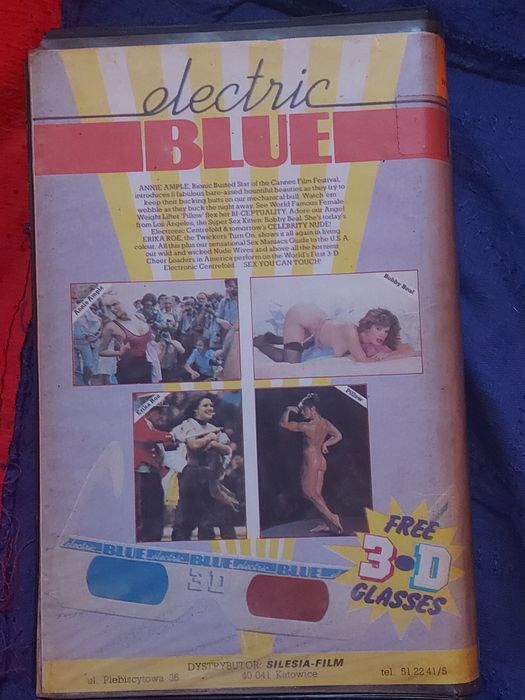 electric
BLUE
ANNIE AMPLE, Bionic Busted Star of the Cannes Film Festival,
introduces 11 fabulous bare-assed bountiful beauties as they try to
keep their bucking butts on our mechanical bull. Watch em
wobble as they buck the night away. See World Famous Female
Weight Lifter 'Pillow' flex her BI-CEPTUALITY. Adore our Angel
from Los Angeles, the Super Sex Kitten: Bobby Beal. She's today's
Electronic Centrefold & tomorrow's CELEBRITY NUDE!
ERIKA ROE, the Twickers Turn On, shows it all again in living
colour. All this plus our sensational Sex Maniacs Guide to the U.S.A.
our wild and wicked Nude Wives and above all the horniest
Cheer Leaders in America perform on the World's First 3-D
Electronic Centrefold. SEX YOU CAN TOUCH!
Annie Ample
Bobby Beal
Erika Roe
Pillow
FREE
3•D
GLASSES
electric BLUE electric BLUE electric BLUE
3D
DYSTRYBUTOR: SILESIA-FILM
ul. Plebiscytowa 36 40-041 Katowice tel. 51 22 41/5